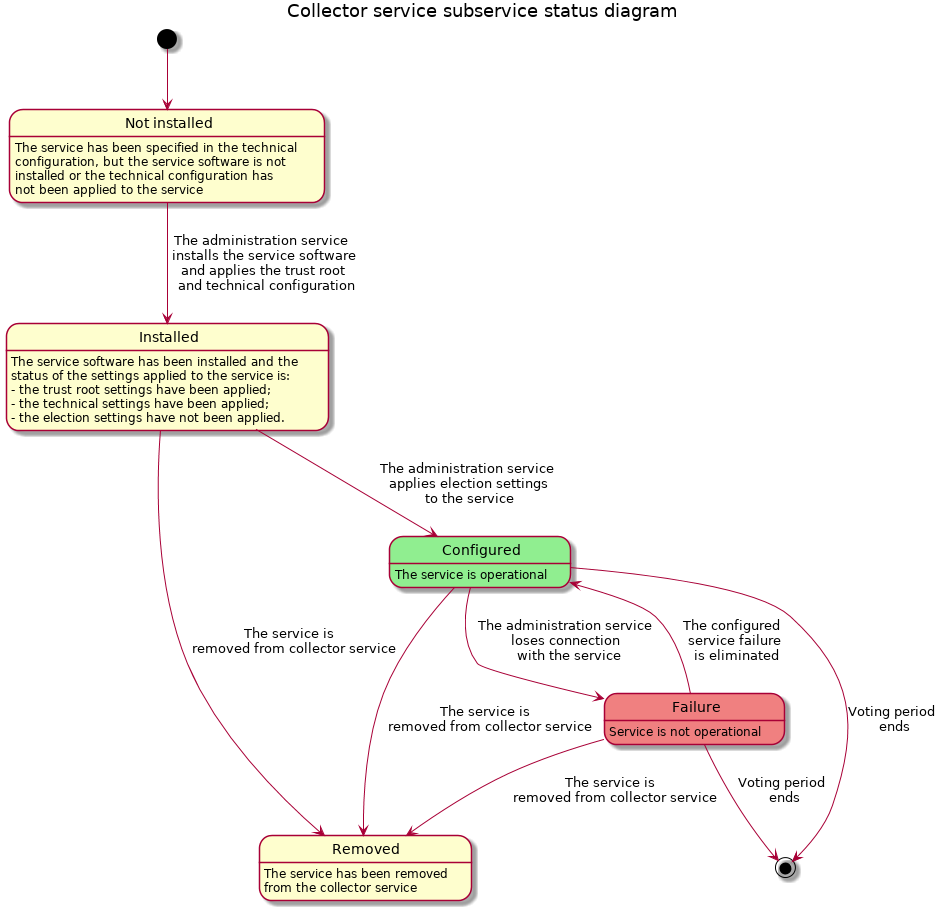 Collector service subservice status diagram
Not installed
The service has been specified in the technical
configuration, but the service software is not
installed or the technical configuration has
not been applied to the service
The administration service
installs the service software
and applies the trust root
and technical configuration
Installed
The service software has been installed and the
status of the settings applied to the service is:
- the trust root settings have been applied;
- the technical settings have been applied;
- the election settings have not been applied.
The administration service
applies election settings
to the service
Configured
The service is operational
The service is
removed from collector service
The administration service
loses connection
with the service
The configured
service failure
is eliminated
The service is
removed from collector service
Failure
Service is not operational
Voting period
ends
The service is
removed from collector service
Voting period
ends
Removed
The service has been removed
from the collector service